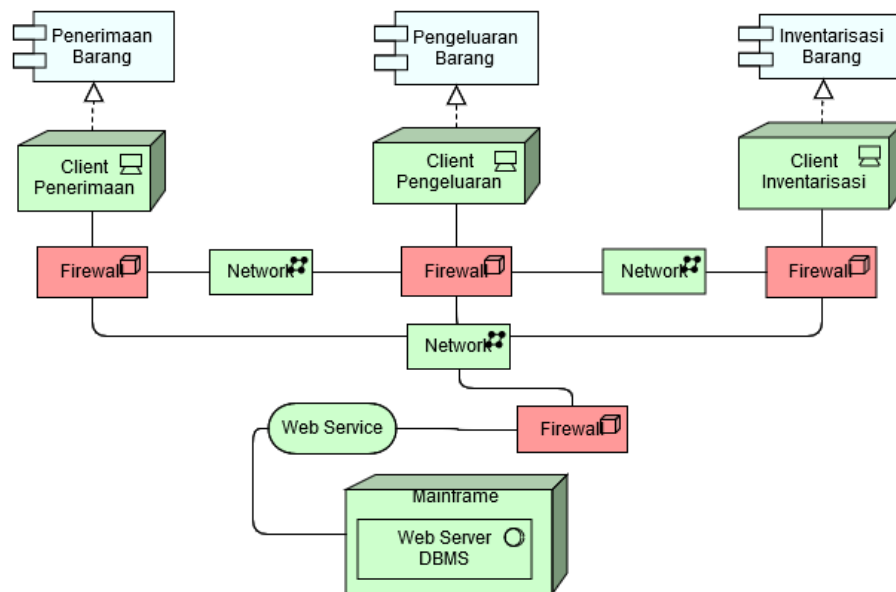 Penerimaan
Barang
Pengeluaran
Barang
Inventarisasi
Barang
Client
Penerimaan
Client
Pengeluaran
Client
Inventarisasi
Firewall
Network
Firewall
Network
Firewall
Network
Web Service
Firewall
Mainframe
Web Server
DBMS